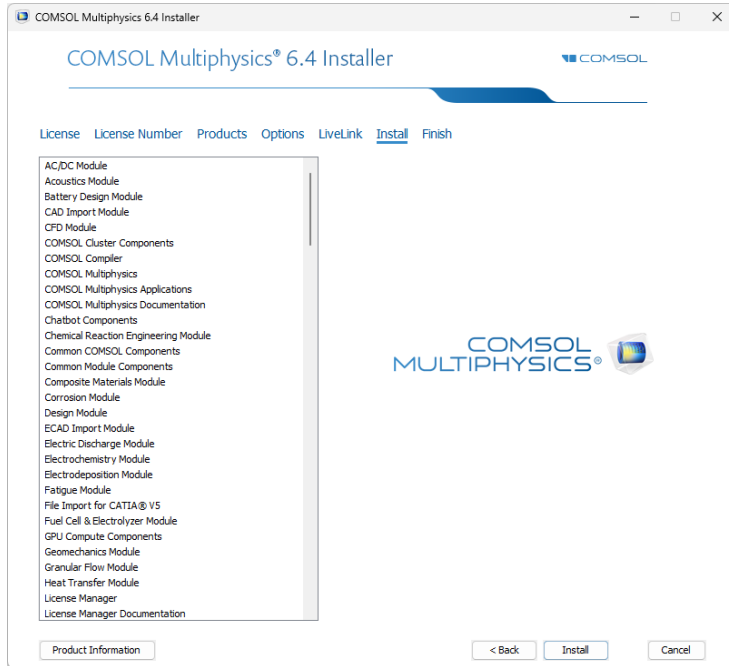 COMSOL Multiphysics 6.4 Installer
COMSOL Multiphysics® 6.4 Installer
COMSOL
License License Number Products Options LiveLink Install Finish
AC/DC Module
Acoustics Module
Battery Design Module
CAD Import Module
CFD Module
COMSOL Cluster Components
COMSOL Compiler
COMSOL Multiphysics
COMSOL Multiphysics Applications
COMSOL Multiphysics Documentation
Chatbot Components
Chemical Reaction Engineering Module
Common COMSOL Components
Common Module Components
Composite Materials Module
Corrosion Module
Design Module
ECAD Import Module
Electric Discharge Module
Electrochemistry Module
Electrodeposition Module
Fatigue Module
File Import for CATIA® V5
Fuel Cell & Electrolyzer Module
GPU Compute Components
Geomechanics Module
Granular Flow Module
Heat Transfer Module
License Manager
License Manager Documentation
COMSOL
MULTIPHYSICS®
Product Information
< Back Install Cancel